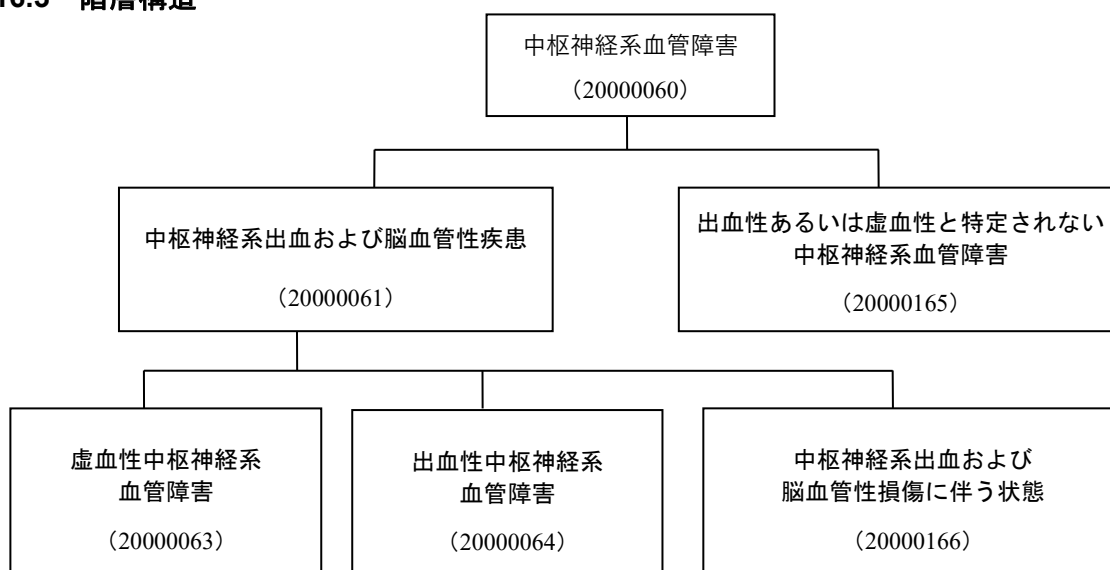 階層構造
中枢神経系血管障害
（20000060）
中枢神経系出血および脳血管性疾患
（20000061）
出血性あるいは虚血性と特定されない
中枢神経系血管障害
（20000165）
虚血性中枢神経系
血管障害
（20000063）
出血性中枢神経系
血管障害
（20000064）
中枢神経系出血および
脳血管性損傷に伴う状態
（20000166）